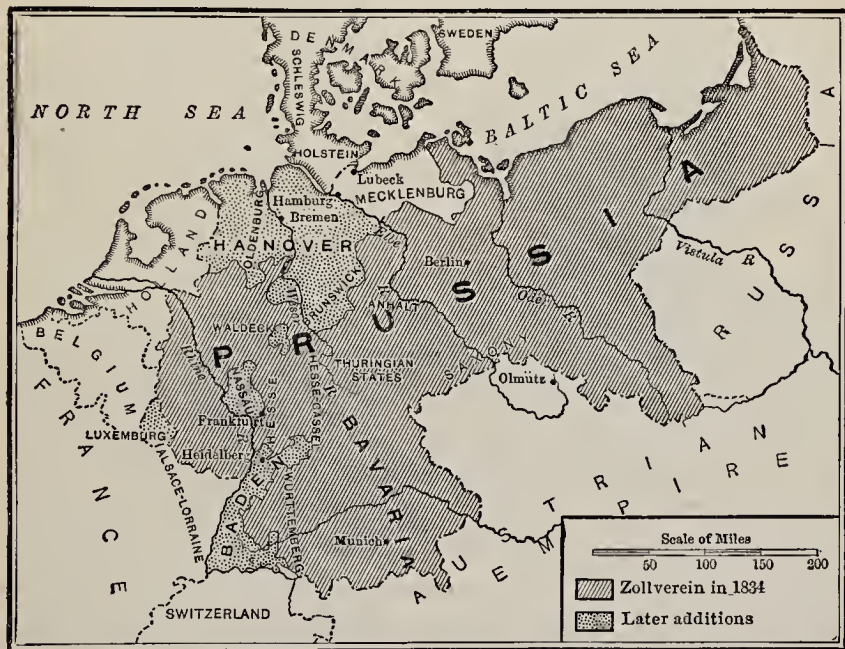 SWEDEN
DENMARK
SCHLESWIG
NORTH SEA
BALTIC SEA
HOLSTEIN
Lubeck
MECKLENBURG
Hamburg
Bremen
OLDENBURG
HANOVER
HOLLAND
Elbe
Berlin
Vistula R
RUSSIA
PRUSSIA
Weser
BRUNSWICK
ANHALT
Oder R
WALDECK
BELGIUM
Rhine
NASSAU
HESSE
HESSE-CASSEL
R
THURINGIAN
STATES
SAXONY
Olmütz
Frankfurt
LUXEMBURG
Heidelberg
FRANCE
ALSACE-LORRAINE
BADEN
WÜRTTEMBERG
BAVARIA
Munich
AUSTRIAN
EMPIRE
SWITZERLAND
Scale of Miles
50 100 150 200
Zollverein in 1834
Later additions